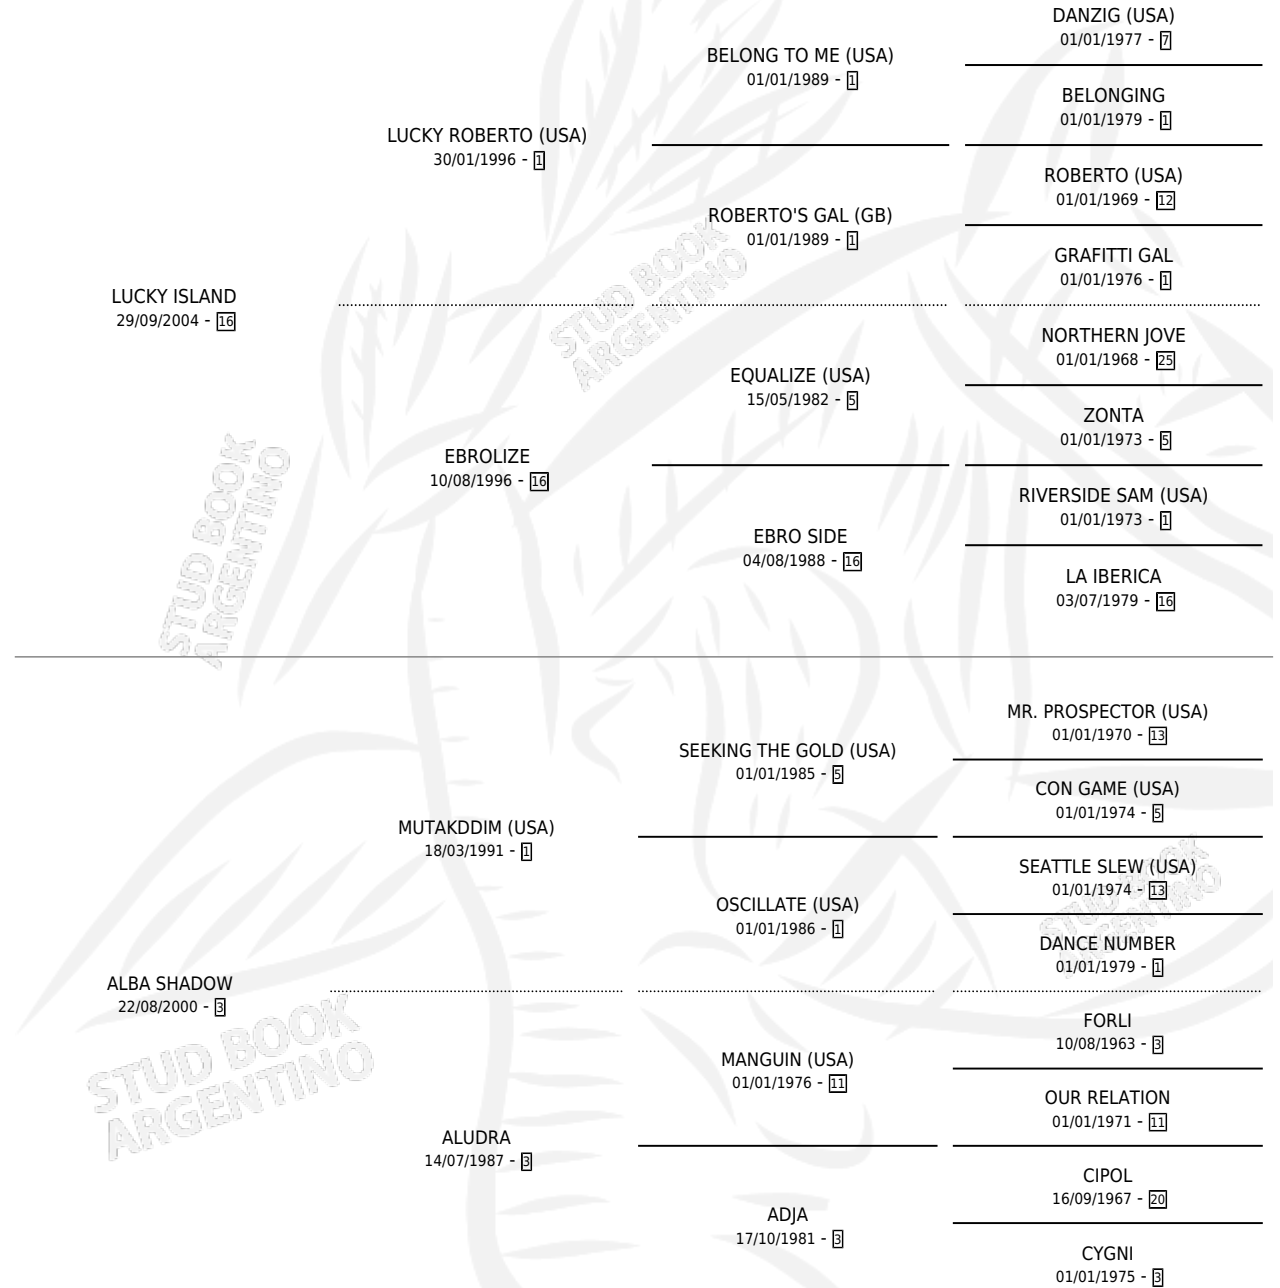 DANZIG (USA)
01/01/1977 - 7
BELONG TO ME (USA)
01/01/1989 - 1
BELONGING
01/01/1979 - 1
LUCKY ROBERTO (USA)
30/01/1996 - 1
ROBERTO (USA)
01/01/1969 - 12
ROBERTO'S GAL (GB)
01/01/1989 - 1
GRAFITTI GAL
01/01/1976 - 1
LUCKY ISLAND
29/09/2004 - 16
STUD BOOK
ARGENTINO
NORTHERN JOVE
01/01/1968 - 25
EQUALIZE (USA)
15/05/1982 - 5
ZONTA
01/01/1973 - 5
EBROLIZE
10/08/1996 - 16
RIVERSIDE SAM (USA)
01/01/1973 - 1
EBRO SIDE
04/08/1988 - 16
LA IBERICA
03/07/1979 - 16
STUD BOOK
ARGENTINO
MR. PROSPECTOR (USA)
01/01/1970 - 13
SEEKING THE GOLD (USA)
01/01/1985 - 5
CON GAME (USA)
01/01/1974 - 5
MUTAKDDIM (USA)
18/03/1991 - 1
SEATTLE SLEW (USA)
01/01/1974 - 13
OSCILLATE (USA)
01/01/1986 - 1
STUD BOOK
ARGENTINO
DANCE NUMBER
01/01/1979 - 1
ALBA SHADOW
22/08/2000 - 3
FORLI
10/08/1963 - 3
MANGUIN (USA)
01/01/1976 - 11
STUD BOOK
ARGENTINO
OUR RELATION
01/01/1971 - 11
ALUDRA
14/07/1987 - 3
CIPOL
16/09/1967 - 20
ADJA
17/10/1981 - 3
CYGNI
01/01/1975 - 3